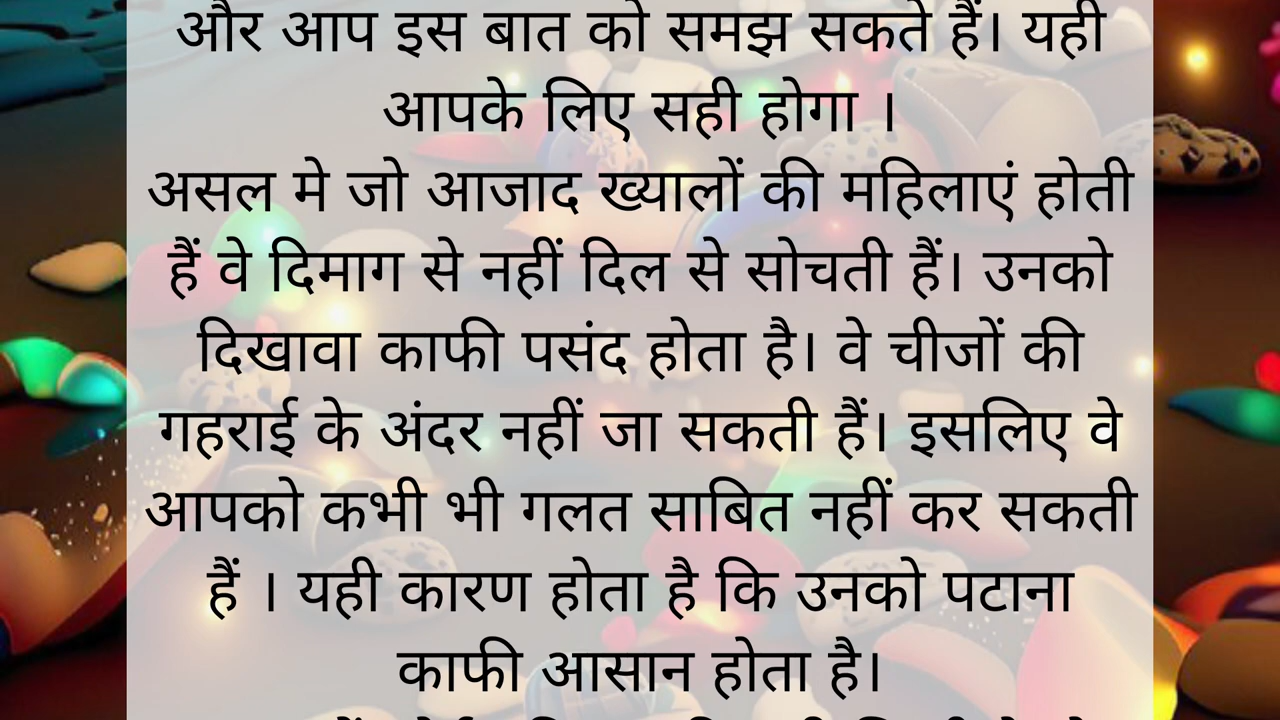 और आप इस बात को समझ सकते हैं। यही
आपके लिए सही होगा ।
असल मे जो आजाद ख्यालों की महिलाएं होती
हैं वे दिमाग से नहीं दिल से सोचती हैं। उनको
दिखावा काफी पसंद होता है। वे चीजों की
गहराई के अंदर नहीं जा सकती हैं। इसलिए वे
आपको कभी भी गलत साबित नहीं कर सकती
हैं । यही कारण होता है कि उनको पटाना
काफी आसान होता है।